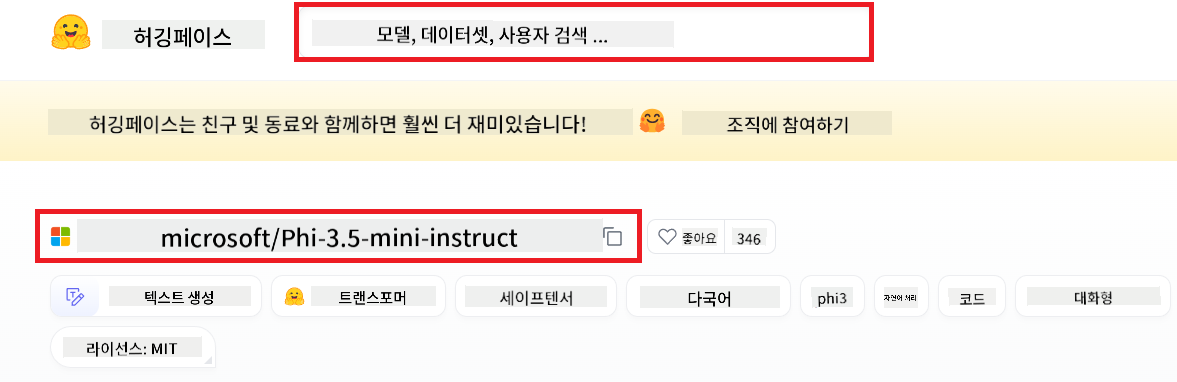 허깅페이스 모델, 데이터셋, 사용자 검색 ...
허깅페이스는 친구 및 동료와 함께하면 훨씬 더 재미있습니다! 조직에 참여하기
microsoft/Phi-3.5-mini-instruct 좋아요 346
텍스트 생성 트랜스포머 세이프텐서 다국어 phi3 자연어 처리 코드 대화형
라이선스: MIT